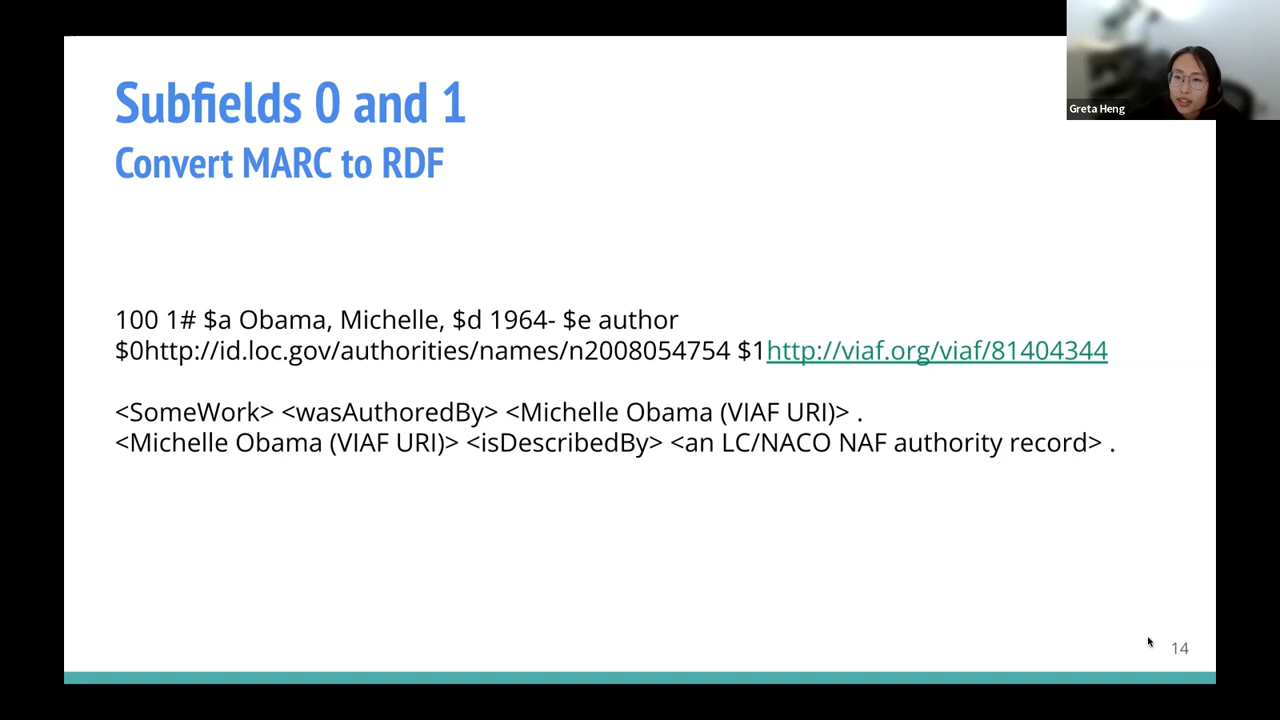 Subfields 0 and 1
Convert MARC to RDF
Greta Heng
100 1# $a Obama, Michelle, $d 1964- $e author
$0http://id.loc.gov/authorities/names/n2008054754 $1http://viaf.org/viaf/81404344
<SomeWork> <wasAuthoredBy> <Michelle Obama (VIAF URI)> .
<Michelle Obama (VIAF URI)> <isDescribedBy> <an LC/NACO NAF authority record> .
14